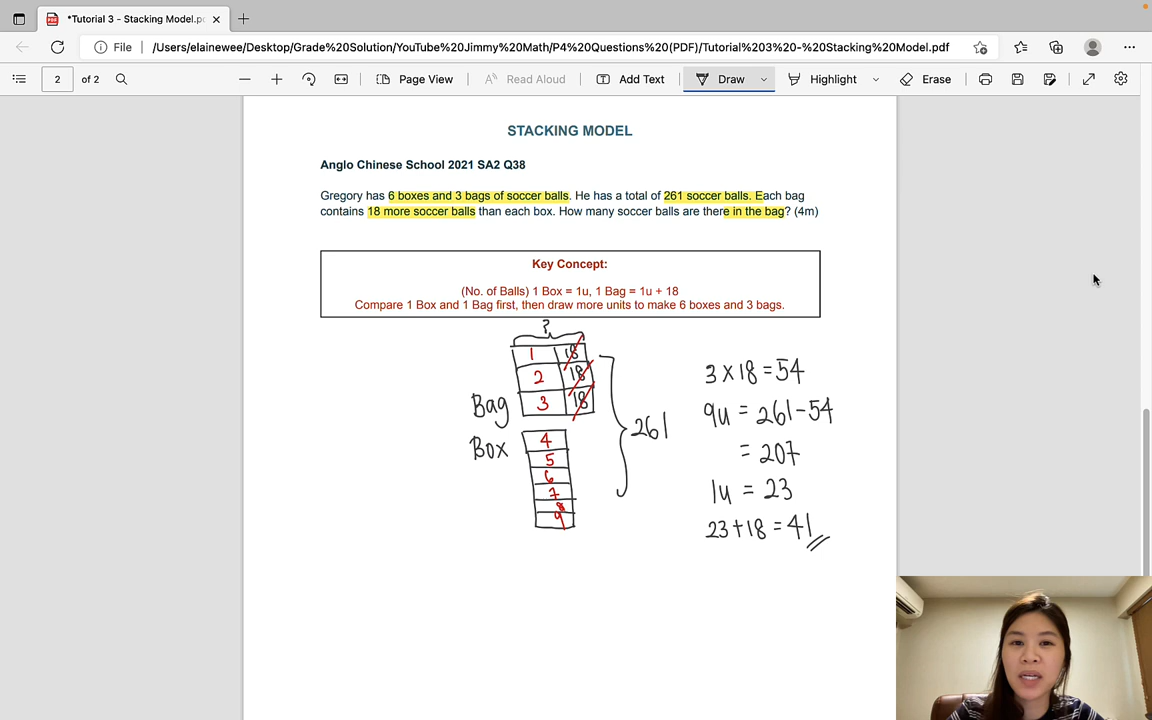 *Tutorial 3 - Stacking Model.pd
File
/Users/elainewee/Desktop/Grade%20Solution/YouTube%20Jimmy%20Math/P4%20Questions%20(PDF)/Tutorial%203%20-%20Stacking%20Model.pdf
2 of 2
Page View
Read Aloud
Add Text
Draw
Highlight
Erase
STACKING MODEL
Anglo Chinese School 2021 SA2 Q38
Gregory has 6 boxes and 3 bags of soccer balls. He has a total of 261 soccer balls. Each bag
contains 18 more soccer balls than each box. How many soccer balls are there in the bag? (4m)
Key Concept:
(No. of Balls) 1 Box = 1u, 1 Bag = 1u + 18
Compare 1 Box and 1 Bag first, then draw more units to make 6 boxes and 3 bags.
?
1 18
2 18
Bag 3 18
Box 4
5
6
7
8
9
261
3 × 18 = 54
9u = 261 - 54
= 207
1u = 23
23 + 18 = 41